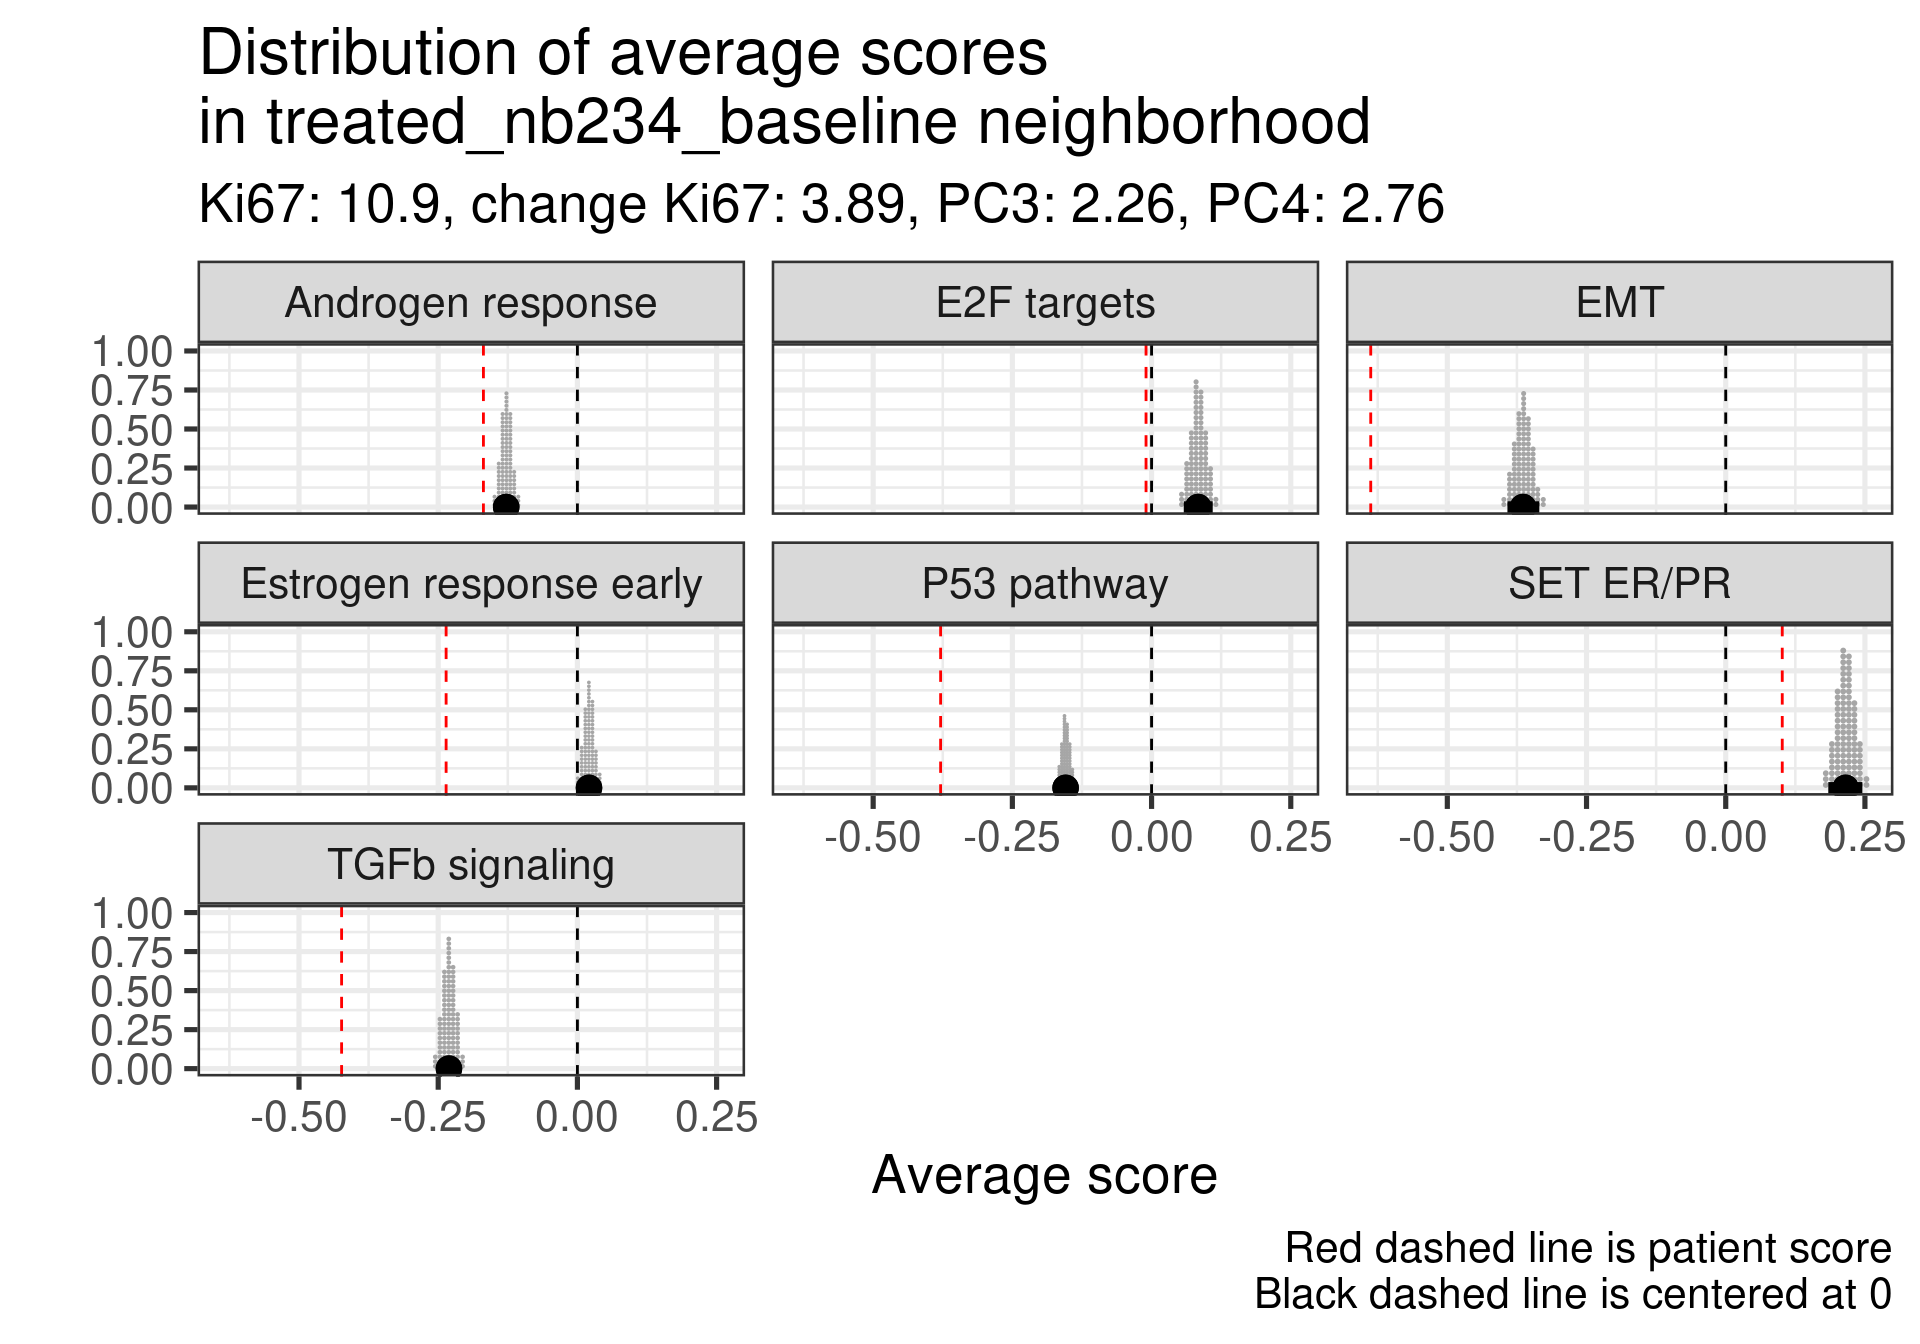 Distribution of average scores
in treated_nb234_baseline neighborhood
Ki67: 10.9, change Ki67: 3.89, PC3: 2.26, PC4: 2.76
Androgen response
E2F targets
EMT
1.00
0.75
0.50
0.25
0.00
Estrogen response early
P53 pathway
SET ER/PR
1.00
0.75
0.50
0.25
0.00
-0.50 -0.25 0.00 0.25
-0.50 -0.25 0.00 0.25
TGFb signaling
1.00
0.75
0.50
0.25
0.00
-0.50 -0.25 0.00 0.25
Average score
Red dashed line is patient score
Black dashed line is centered at 0